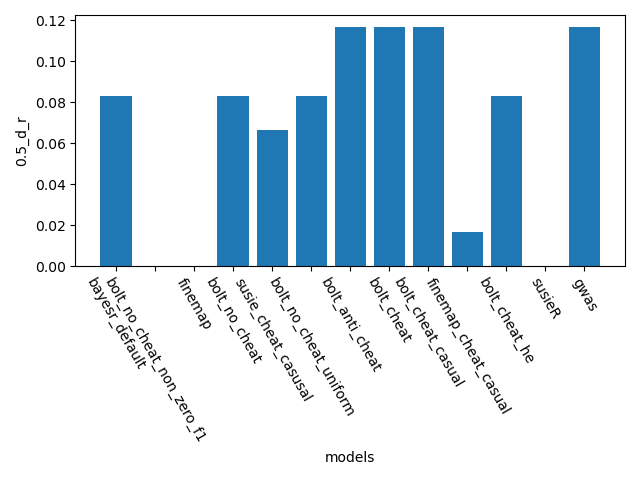 0.12
0.10
0.08
0.06
0.04
0.02
0.00
0.5_d_r
bayesr_default
bolt_no_cheat_non_zero_f1
finemap
bolt_no_cheat
susie_cheat_casusal
bolt_no_cheat_uniform
bolt_anti_cheat
bolt_cheat
bolt_cheat_casual
finemap_cheat_casual
bolt_cheat_he
susieR
gwas
models